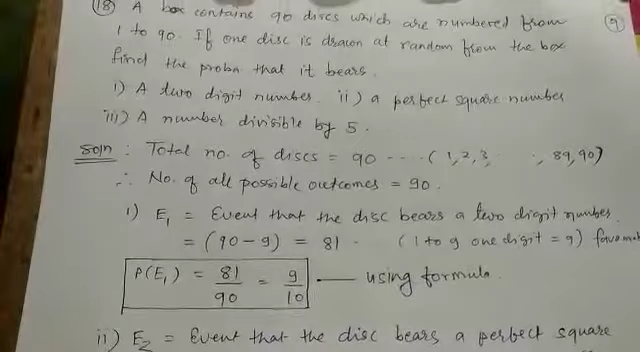 (18) A box contains 90 discs which are numbered from
(9)
1 to 90. If one disc is drawn at random from the box
find the proba that it bears.
i) A two digit number. ii) a perfect square number
iii) A number divisible by 5.
Soln : Total no. of discs = 90 --- (1,2,3, ., 89,90)
∴ No. of all possible outcomes = 90.
i) E₁ = Event that the disc bears a two digit number.
= (90-9) = 81. (1 to 9 one digit = 9)
P(E₁) = 81/90 = 9/10 — using formula.
ii) E₂ = Event that the disc bears a perfect square